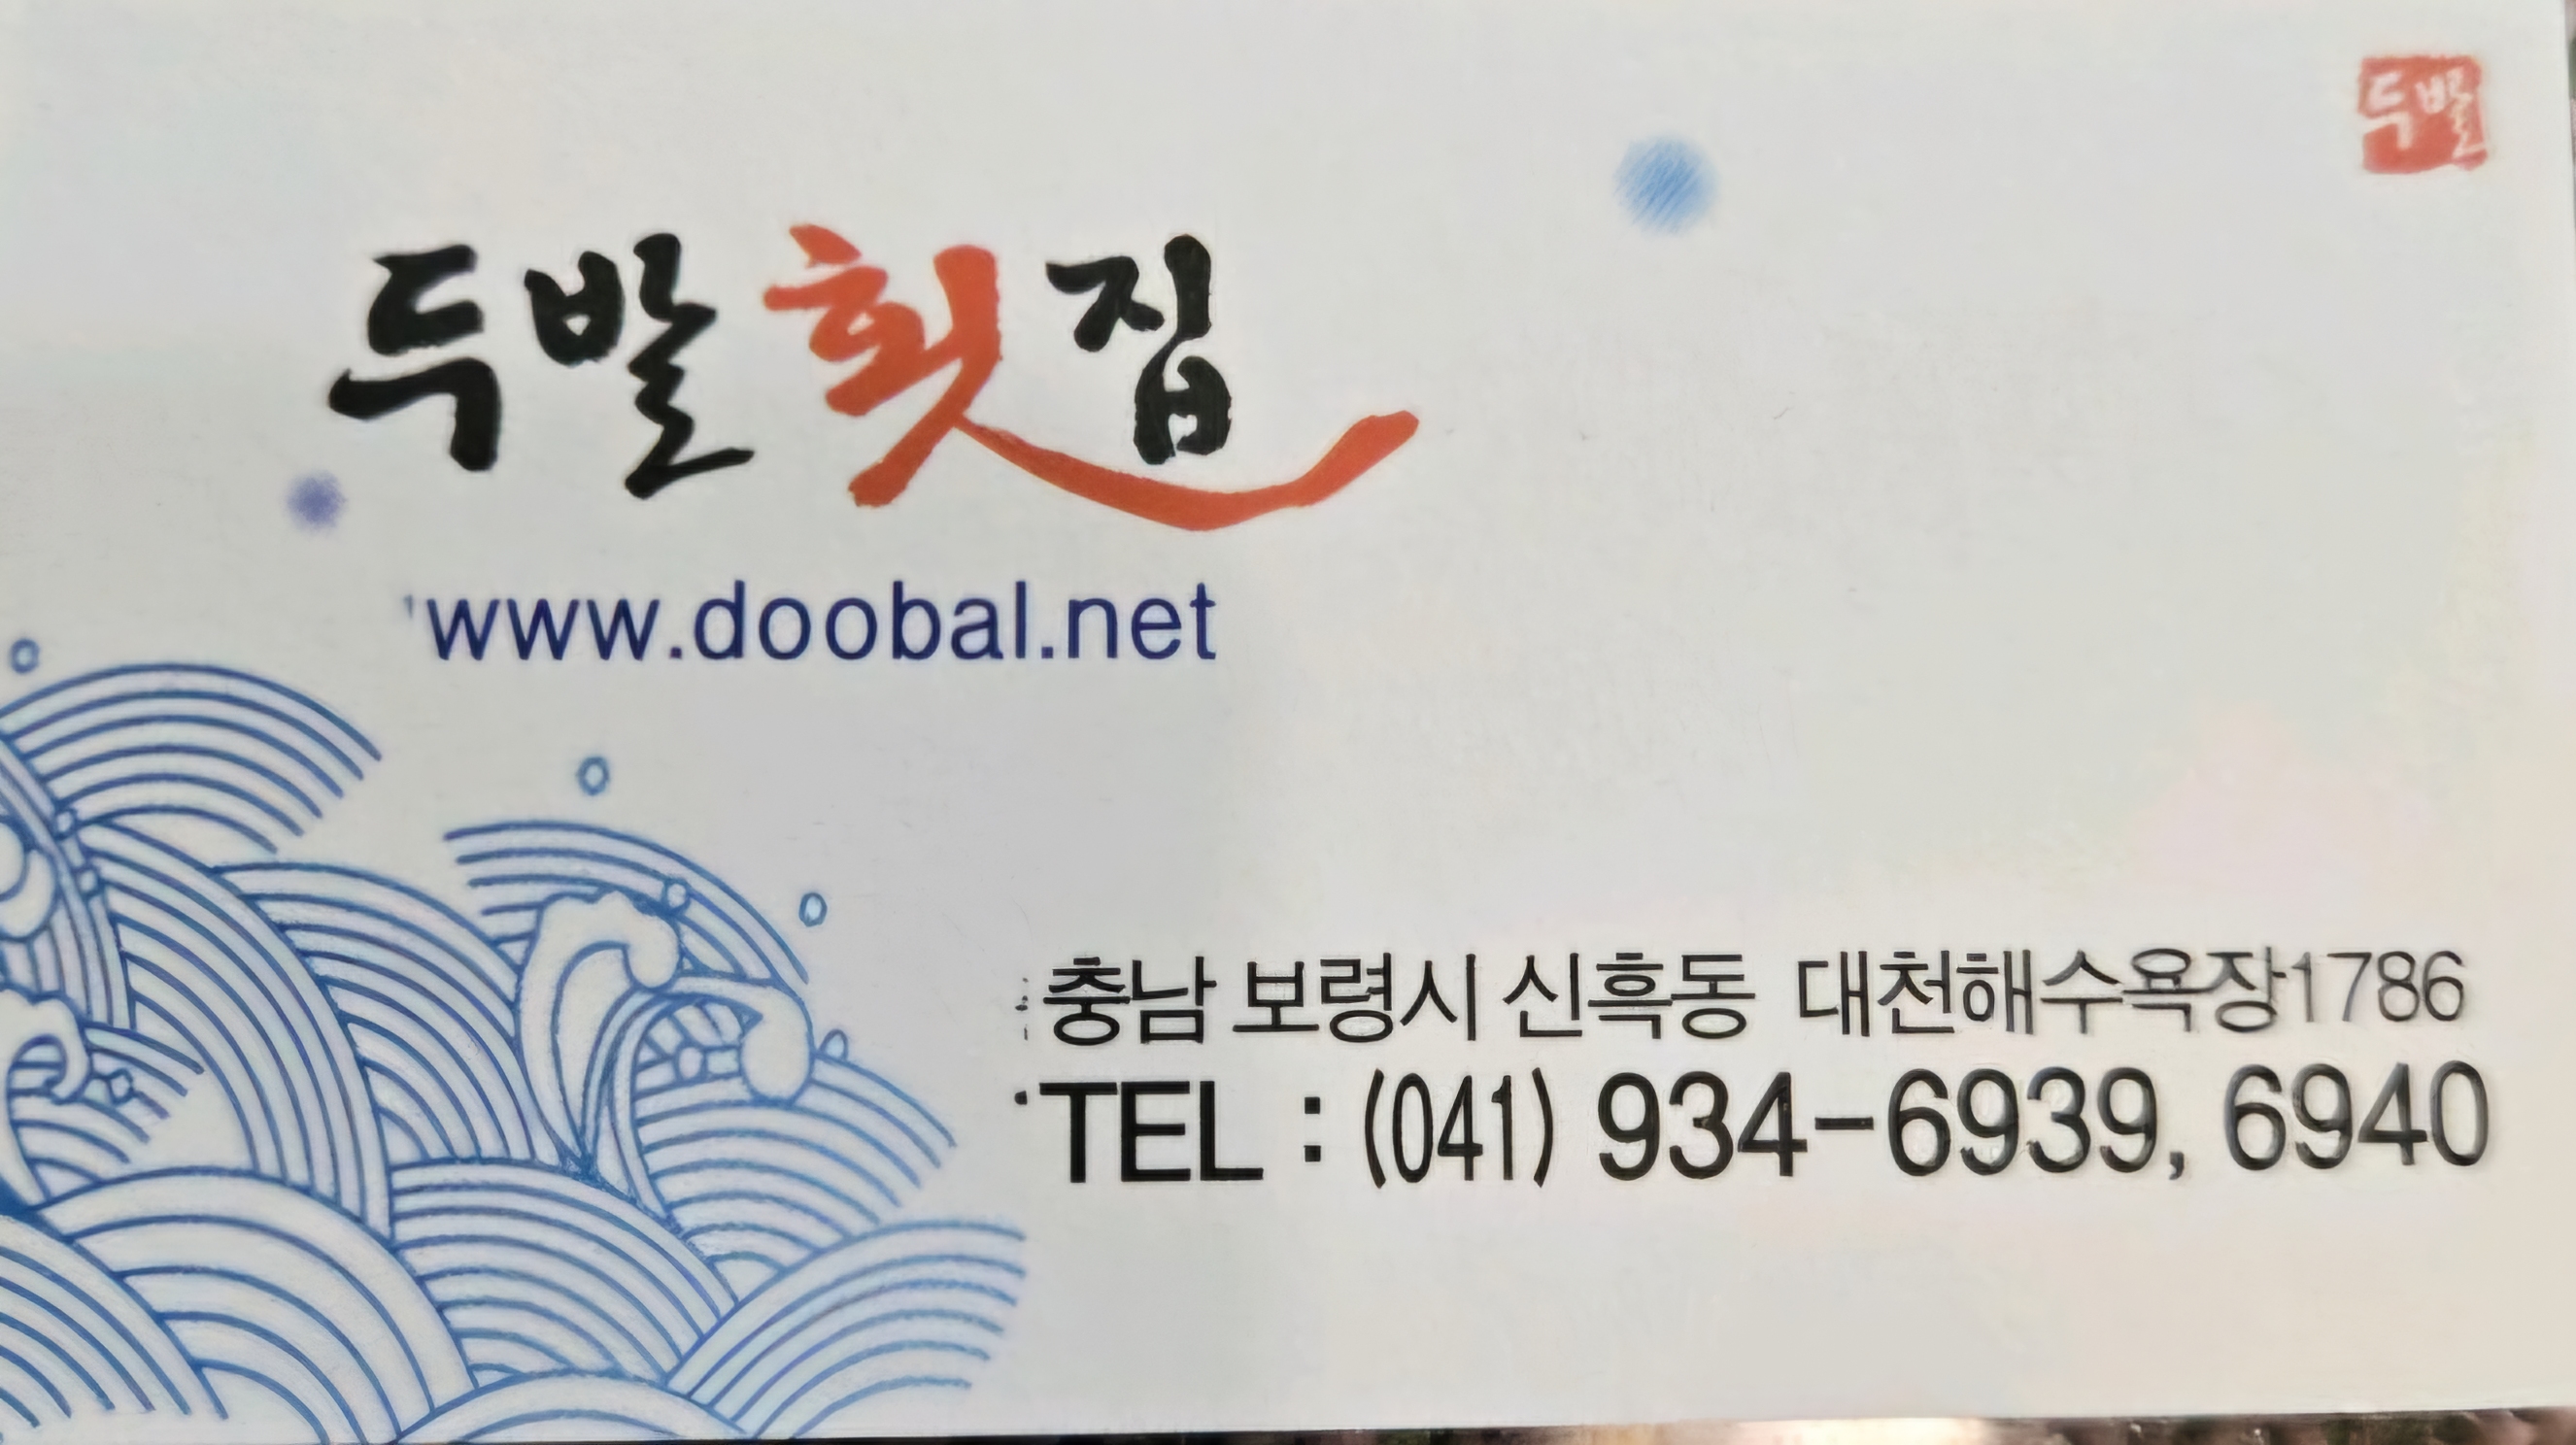 두발
두발횟집
www.doobal.net
충남 보령시 신흑동 대천해수욕장1786
TEL : (041) 934-6939, 6940